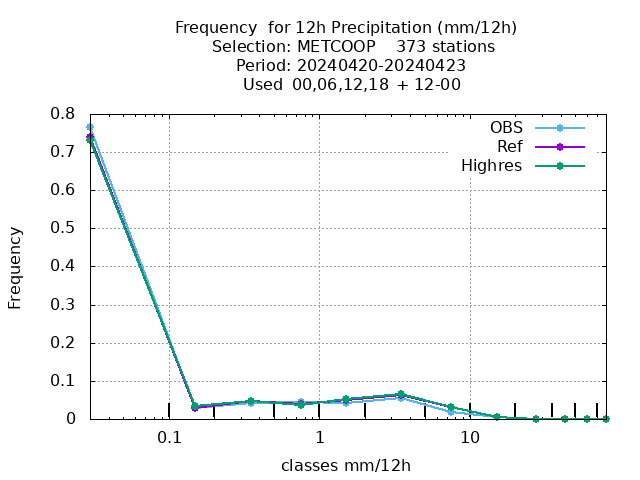 Frequency  for 12h Precipitation (mm/12h)
Selection: METCOOP    373 stations
Period: 20240420-20240423
Used  00,06,12,18  + 12-00
OBS
Ref
Highres
Frequency
0.8
0.7
0.6
0.5
0.4
0.3
0.2
0.1
0
0.1 1 10
classes mm/12h